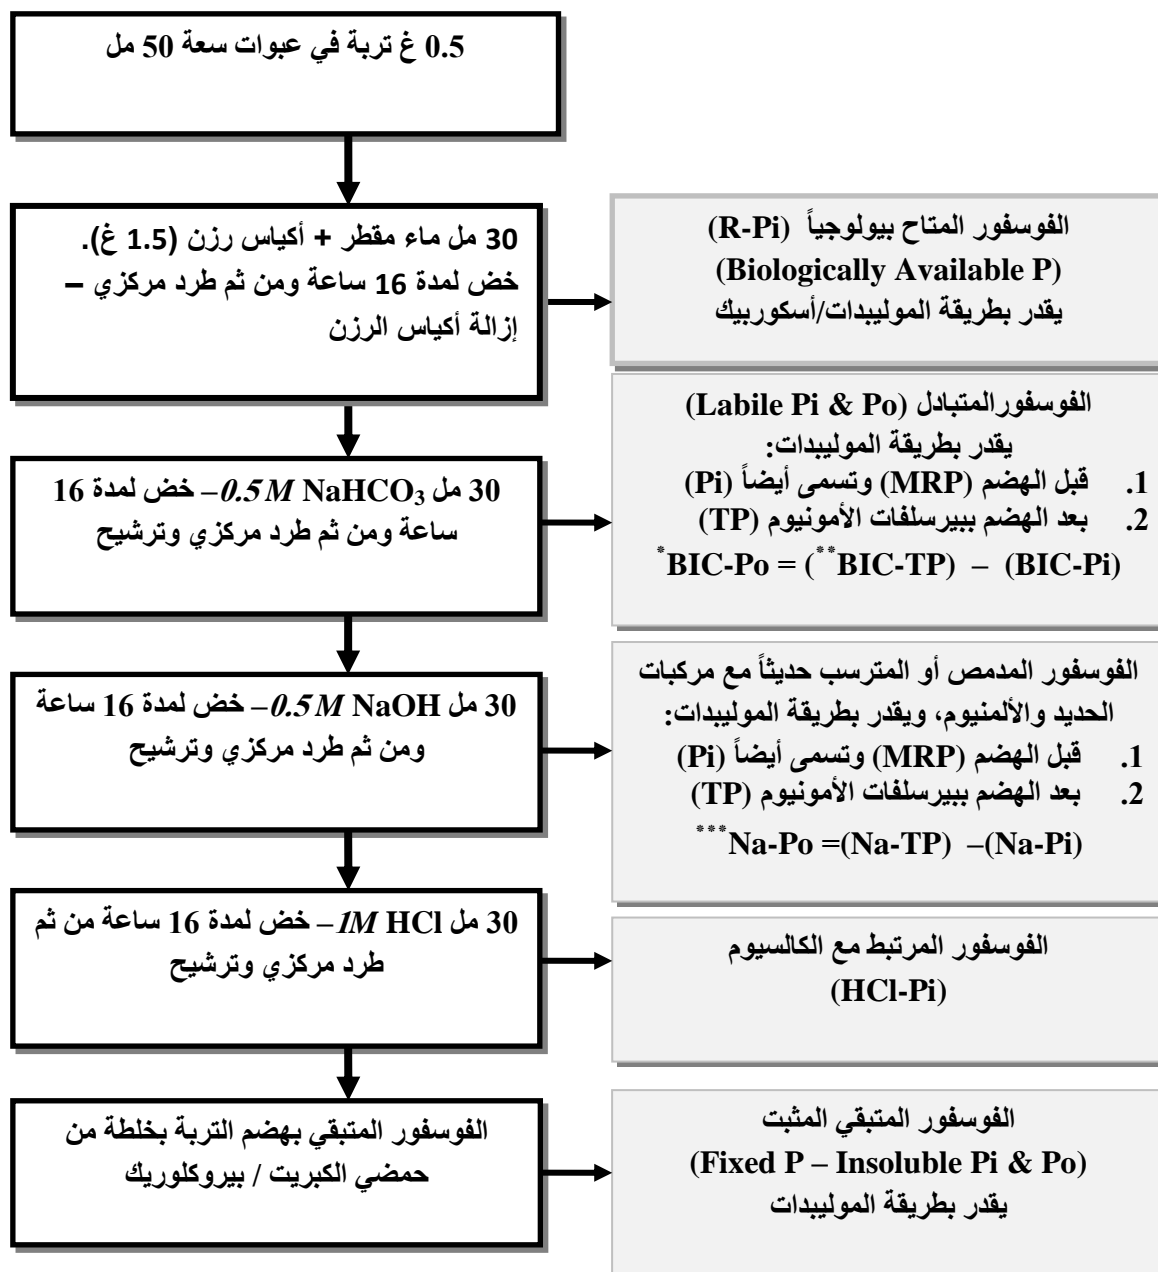 0.5 غ تربة في عبوات سعة 50 مل
30 مل ماء مقطر + أكياس رزن (1.5 غ).
خض لمدة 16 ساعة ومن ثم طرد مركزي –
إزالة أكياس الرزن
الفوسفور المتاح بيولوجياً (R-Pi)
(Biologically Available P)
يقدر بطريقة الموليبدات/أسكوربيك
30 مل 0.5M NaHCO₃ – خض لمدة 16
ساعة ومن ثم طرد مركزي وترشيح
الفوسفورالمتبادل (Labile Pi & Po)
يقدر بطريقة الموليبدات:
1. قبل الهضم (MRP) وتسمى أيضاً (Pi)
2. بعد الهضم ببيرسلفات الأمونيوم (TP)
*BIC-Po = (**BIC-TP) – (BIC-Pi)
30 مل 0.5M NaOH – خض لمدة 16 ساعة
ومن ثم طرد مركزي وترشيح
الفوسفور المدمص أو المترسب حديثاً مع مركبات
الحديد والألمنيوم، ويقدر بطريقة الموليبدات:
1. قبل الهضم (MRP) وتسمى أيضاً (Pi)
2. بعد الهضم ببيرسلفات الأمونيوم (TP)
***Na-Po =(Na-TP) –(Na-Pi)
30 مل 1M HCl – خض لمدة 16 ساعة من ثم
طرد مركزي وترشيح
الفوسفور المرتبط مع الكالسيوم
(HCl-Pi)
الفوسفور المتبقي بهضم التربة بخلطة من
حمضي الكبريت / بيروكلوريك
الفوسفور المتبقي المثبت
(Fixed P – Insoluble Pi & Po)
يقدر بطريقة الموليبدات